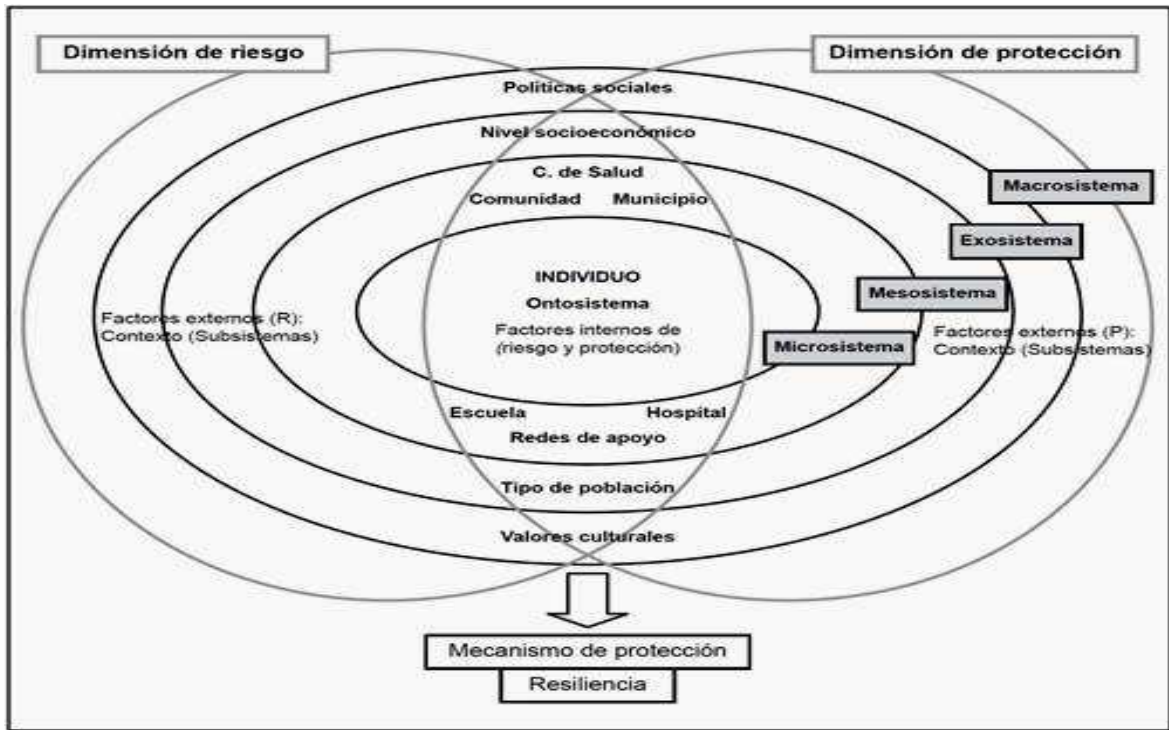 Dimensión de riesgo
Dimensión de protección
Políticas sociales
Nivel socioeconómico
C. de Salud
Comunidad Municipio
Macrosistema
Exosistema
Mesosistema
Microsistema
INDIVIDUO
Ontosistema
Factores internos de
(riesgo y protección)
Factores externos (R):
Contexto (Subsistemas)
Factores externos (P):
Contexto (Subsistemas)
Escuela Hospital
Redes de apoyo
Tipo de población
Valores culturales
Mecanismo de protección
Resiliencia